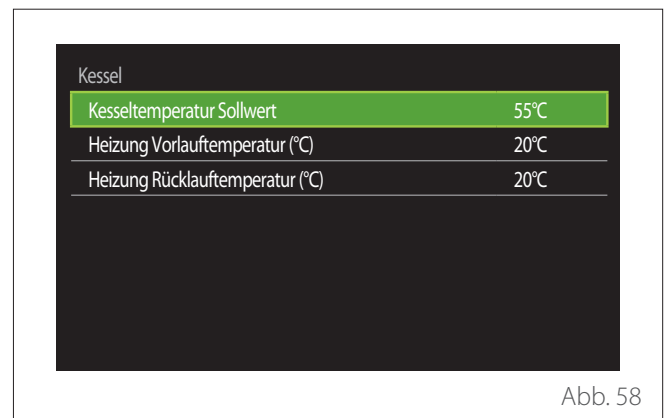 Kessel
Kesseltemperatur Sollwert 55°C
Heizung Vorlauftemperatur (°C) 20°C
Heizung Rücklauftemperatur (°C) 20°C
Abb. 58